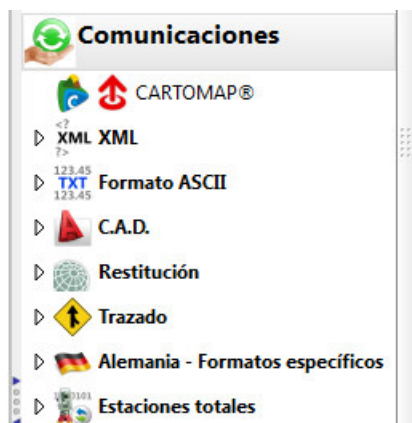 Comunicaciones
CARTOMAP®
<?
XML XML
?>
123.45
TXT Formato ASCII
123.45
C.A.D.
Restitución
Trazado
Alemania - Formatos específicos
Estaciones totales